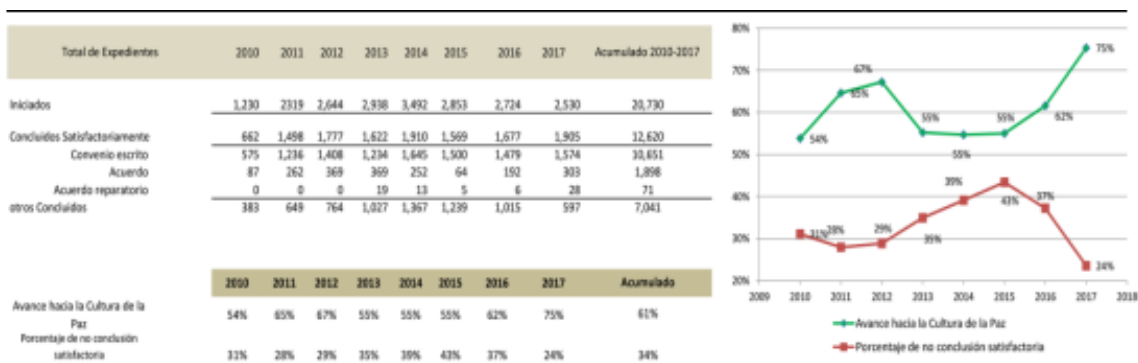 Total de Expedientes 2010 2011 2012 2013 2014 2015 2016 2017 Acumulado 2010-2017
Iniciados 1,230 2319 2,644 2,938 3,492 2,853 2,724 2,530 20,730
Concluidos Satisfactoriamente 662 1,498 1,777 1,622 1,910 1,569 1,677 1,905 12,620
Convenio escrito 575 1,236 1,408 1,234 1,645 1,500 1,479 1,574 10,651
Acuerdo 87 262 369 369 252 64 192 303 1,898
Acuerdo reparatorio 0 0 0 19 13 5 6 28 71
otros Concluidos 383 649 764 1,027 1,367 1,239 1,015 597 7,041
2010 2011 2012 2013 2014 2015 2016 2017 Acumulado
Avance hacia la Cultura de la
Paz 54% 65% 67% 55% 55% 55% 62% 75% 61%
Porcentaje de no conclusión
satisfactoria 31% 28% 29% 35% 39% 43% 37% 24% 34%
80%
70%
60%
50%
40%
30%
20%
54%
65%
67%
55%
55%
55%
62%
75%
31%
28%
29%
35%
39%
43%
37%
24%
2009 2010 2011 2012 2013 2014 2015 2016 2017 2018
Avance hacia la Cultura de la Paz
Porcentaje de no conclusión satisfactoria